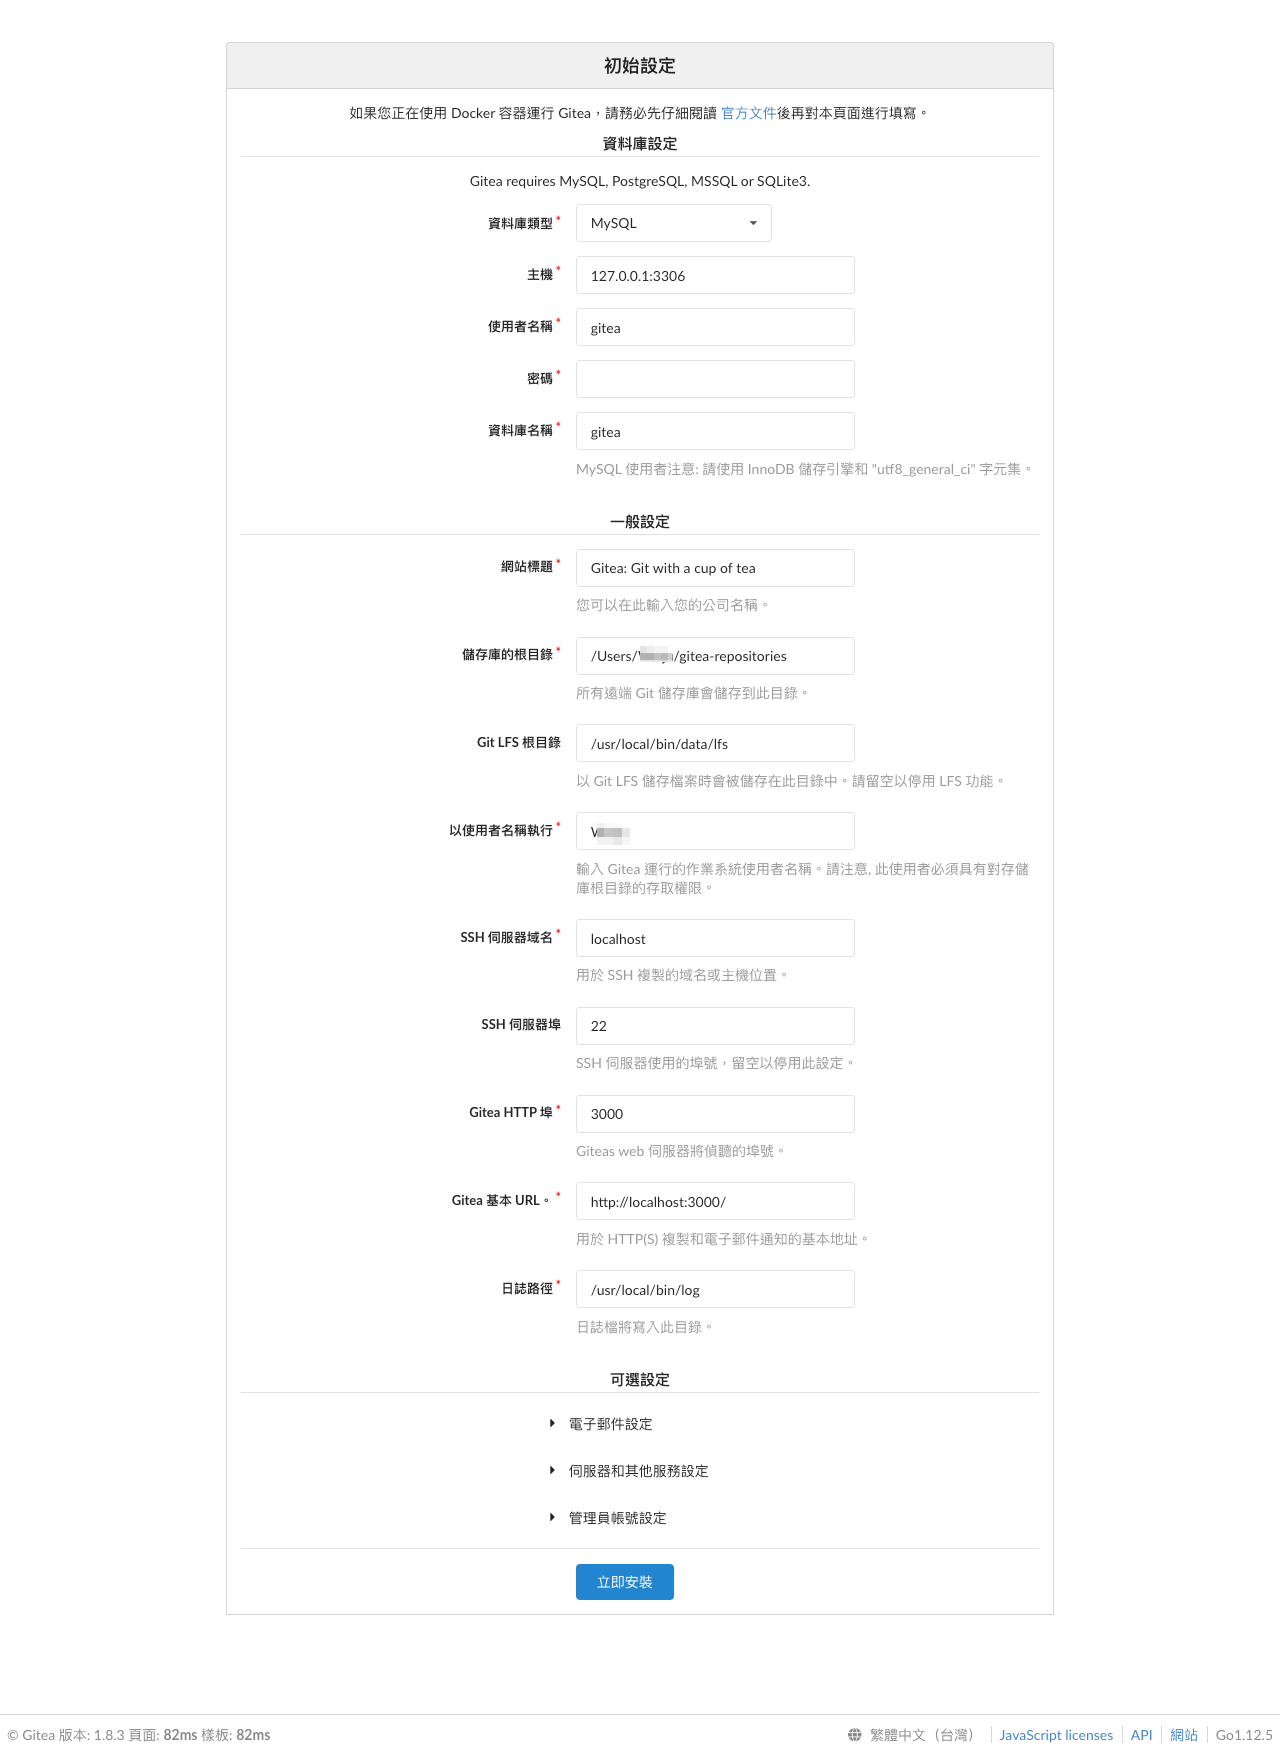 初始設定
如果您正在使用 Docker 容器運行 Gitea，請務必先仔細閱讀 官方文件後再對本頁面進行填寫。
資料庫設定
Gitea requires MySQL, PostgreSQL, MSSQL or SQLite3.
資料庫類型* MySQL
主機* 127.0.0.1:3306
使用者名稱* gitea
密碼*
資料庫名稱* gitea
MySQL 使用者注意: 請使用 InnoDB 儲存引擎和 "utf8_general_ci" 字元集。
一般設定
網站標題* Gitea: Git with a cup of tea
您可以在此輸入您的公司名稱。
儲存庫的根目錄* /Users/ /gitea-repositories
所有遠端 Git 儲存庫會儲存到此目錄。
Git LFS 根目錄 /usr/local/bin/data/lfs
以 Git LFS 儲存檔案時會被儲存在此目錄中。請留空以停用 LFS 功能。
以使用者名稱執行*
輸入 Gitea 運行的作業系統使用者名稱。請注意, 此使用者必須具有對存儲
庫根目錄的存取權限。
SSH 伺服器域名* localhost
用於 SSH 複製的域名或主機位置。
SSH 伺服器埠 22
SSH 伺服器使用的埠號，留空以停用此設定。
Gitea HTTP 埠* 3000
Giteas web 伺服器將偵聽的埠號。
Gitea 基本 URL。* http://localhost:3000/
用於 HTTP(S) 複製和電子郵件通知的基本地址。
日誌路徑* /usr/local/bin/log
日誌檔將寫入此目錄。
可選設定
電子郵件設定
伺服器和其他服務設定
管理員帳號設定
立即安裝
© Gitea 版本: 1.8.3 頁面: 82ms 樣板: 82ms 繁體中文（台灣） JavaScript licenses API 網站 Go1.12.5